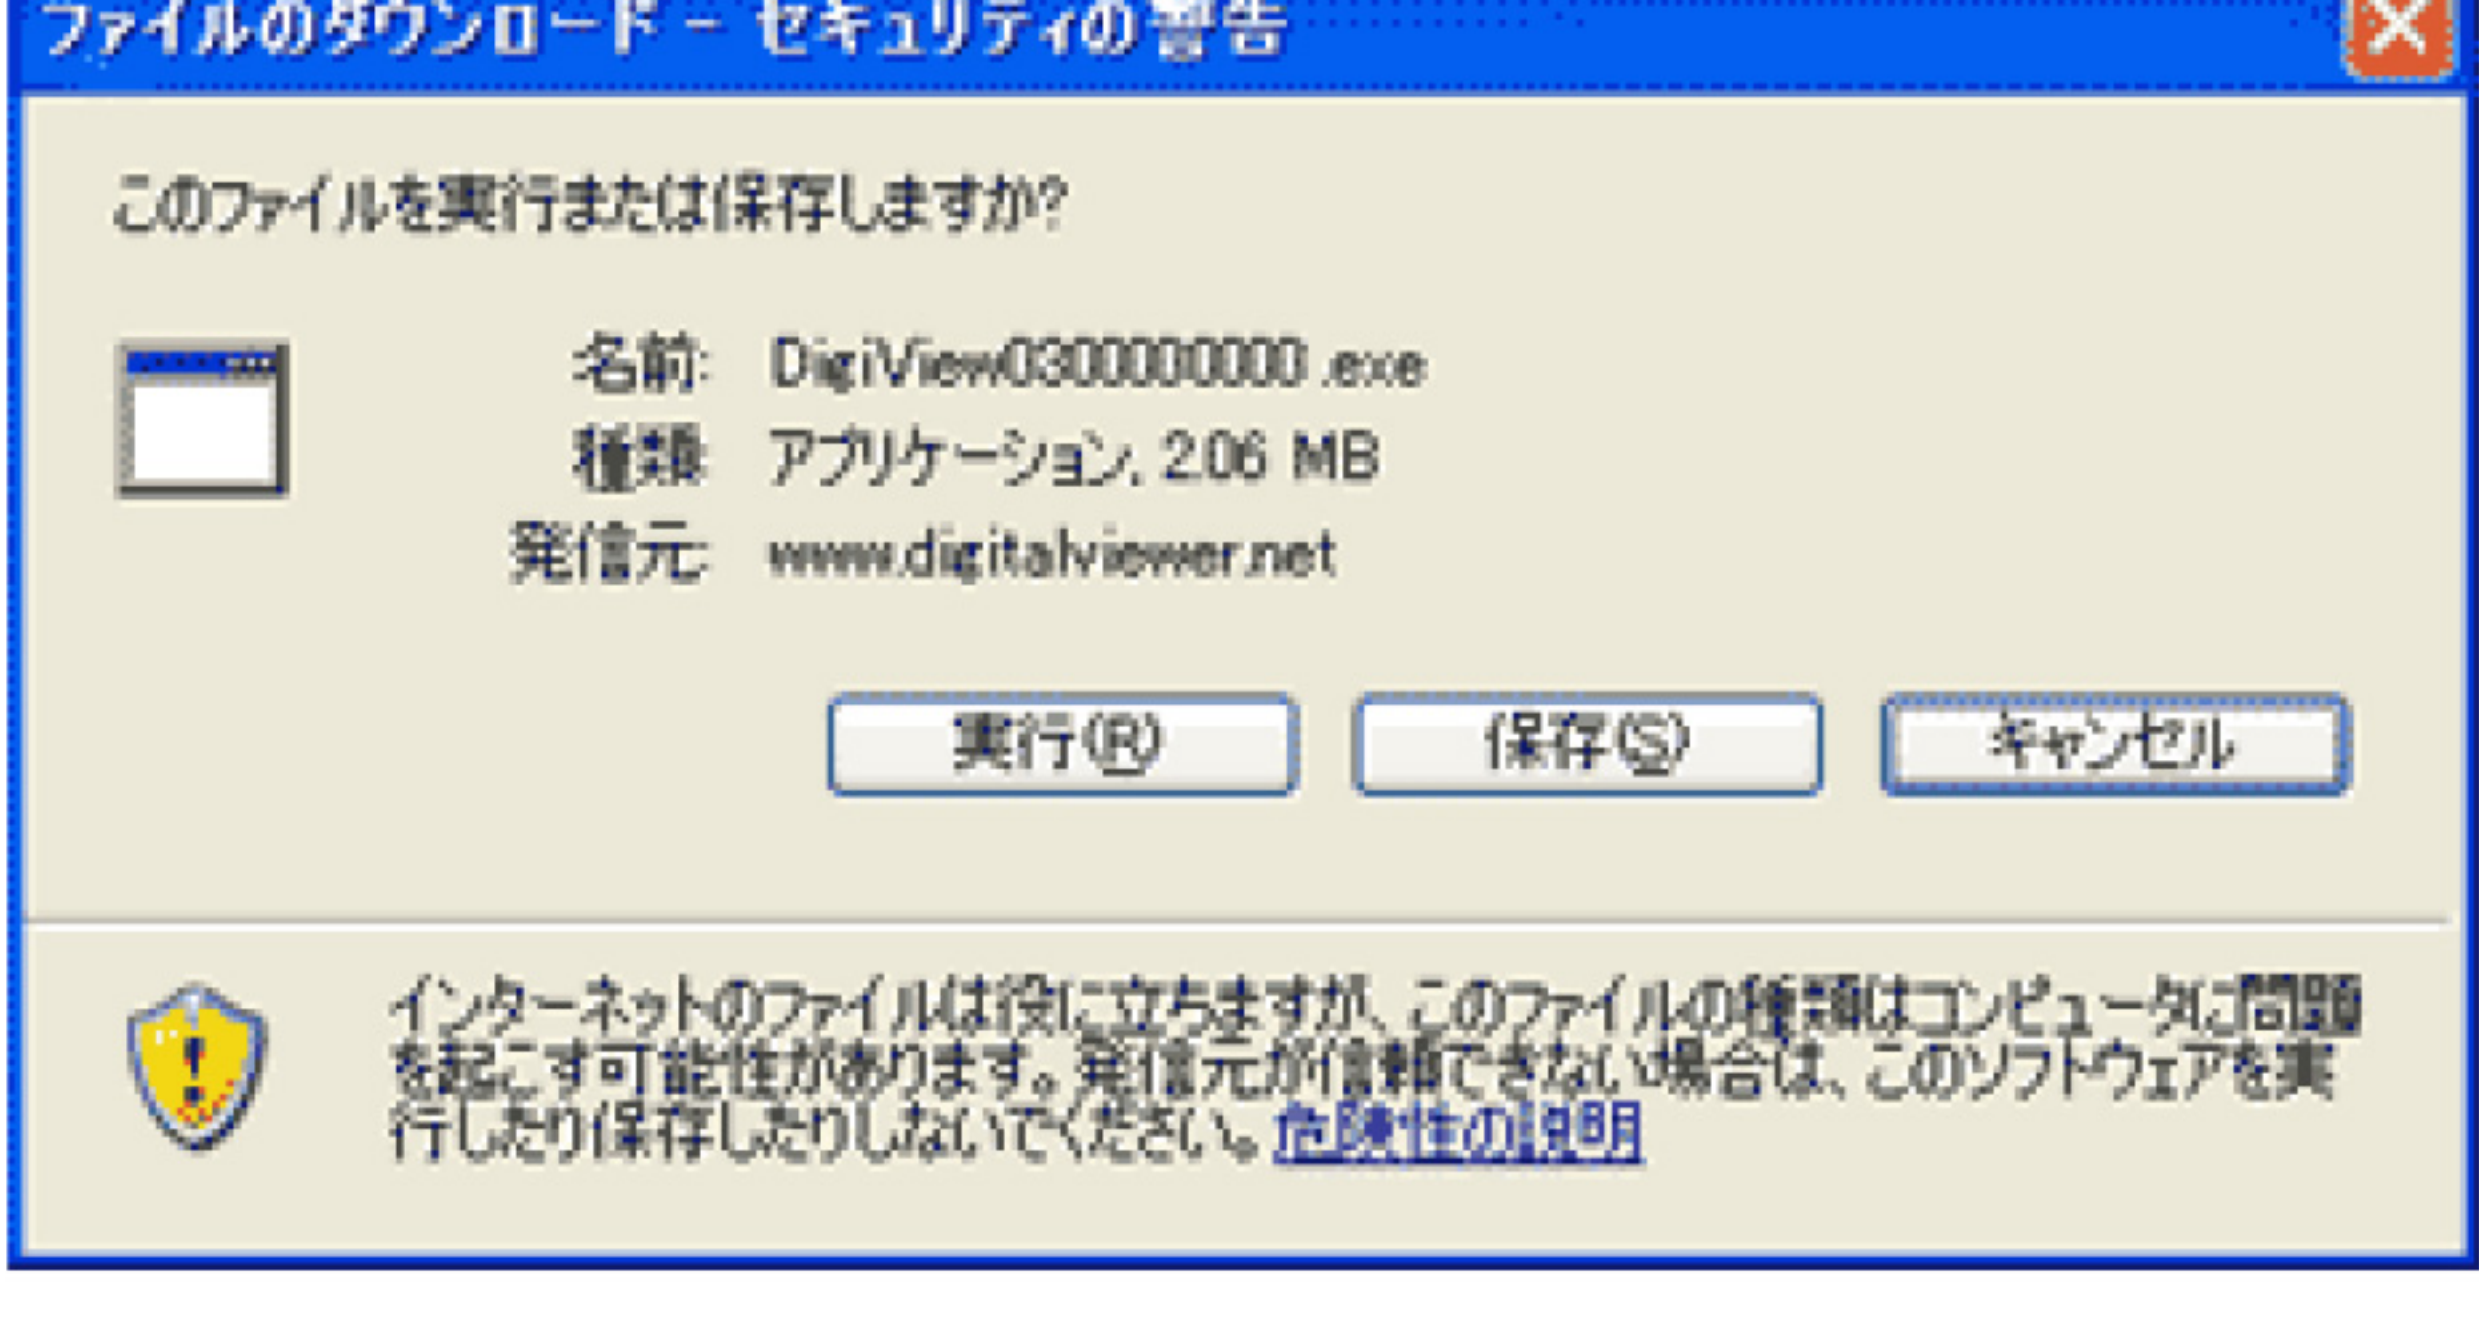 ファイルのダウンロード - セキュリティの警告
このファイルを実行または保存しますか?
名前: DigiView0300000000.exe
種類: アプリケーション, 2.06 MB
発信元: www.digitalviewer.net
実行(R) 保存(S) キャンセル
インターネットのファイルは役に立ちますが、このファイルの種類はコンピュータに問題
を起こす可能性があります。発信元が信頼できない場合は、このソフトウェアを実
行したり保存したりしないでください。危険性の説明